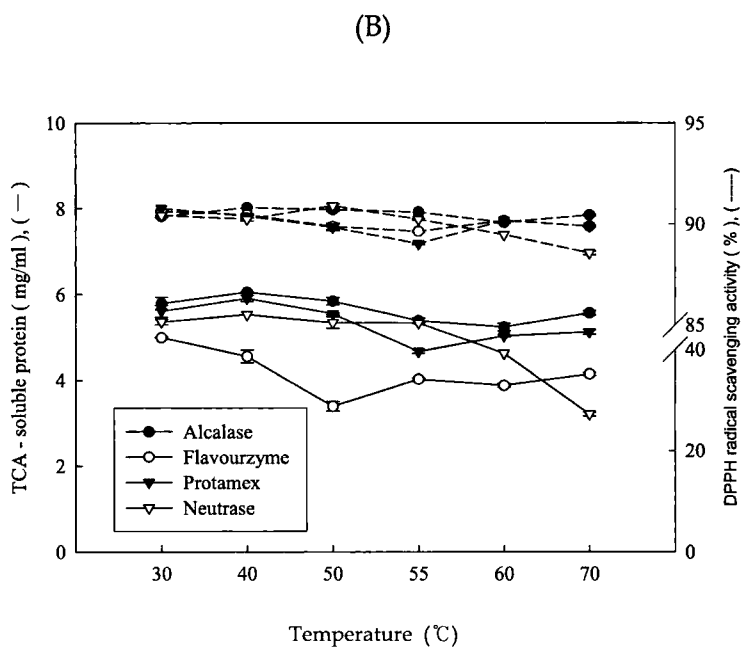 (B)
TCA - soluble protein ( mg/ml ), ( — )
10
8
6
4
2
0
95
90
85
40
20
0
DPPH radical scavenging activity ( % ), ( ----- )
Alcalase
Flavourzyme
Protamex
Neutrase
30 40 50 55 60 70
Temperature (℃)